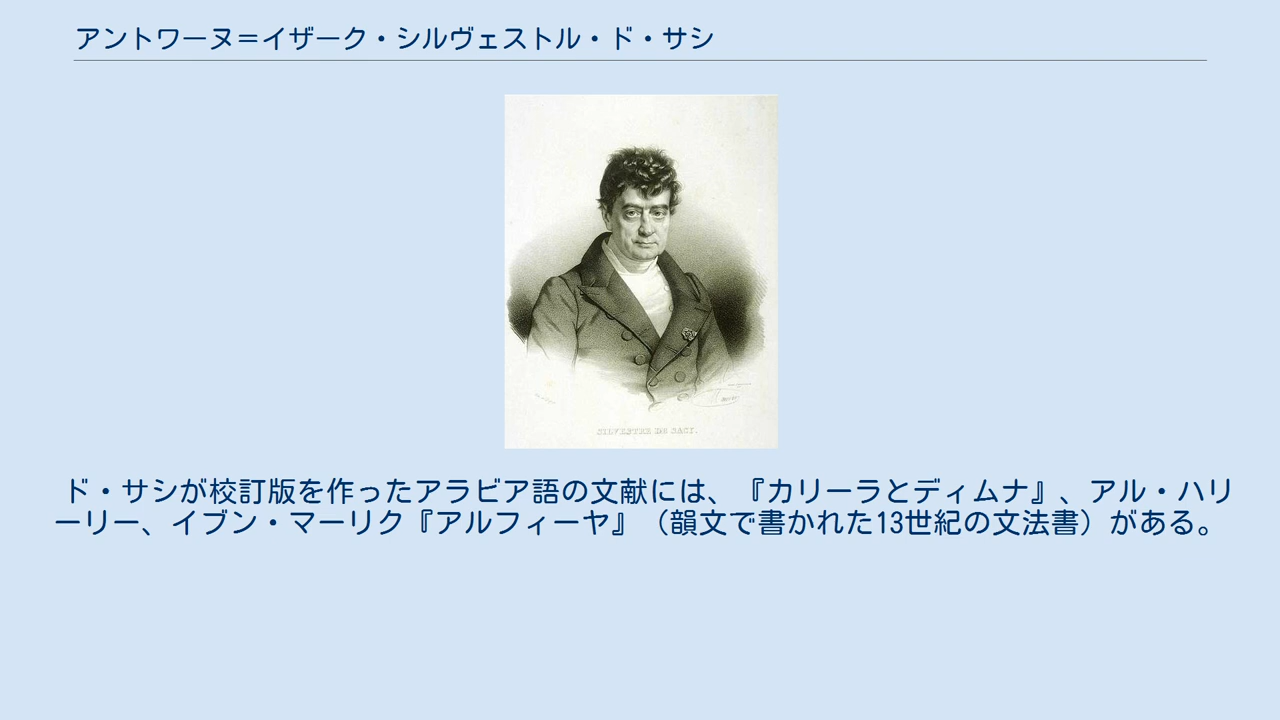 アントワーヌ＝イザーク・シルヴェストル・ド・サシ
SILVESTRE DE SACY.
ド・サシが校訂版を作ったアラビア語の文献には、『カリーラとディムナ』、アル・ハリ
ーリー、イブン・マーリク『アルフィーヤ』（韻文で書かれた13世紀の文法書）がある。